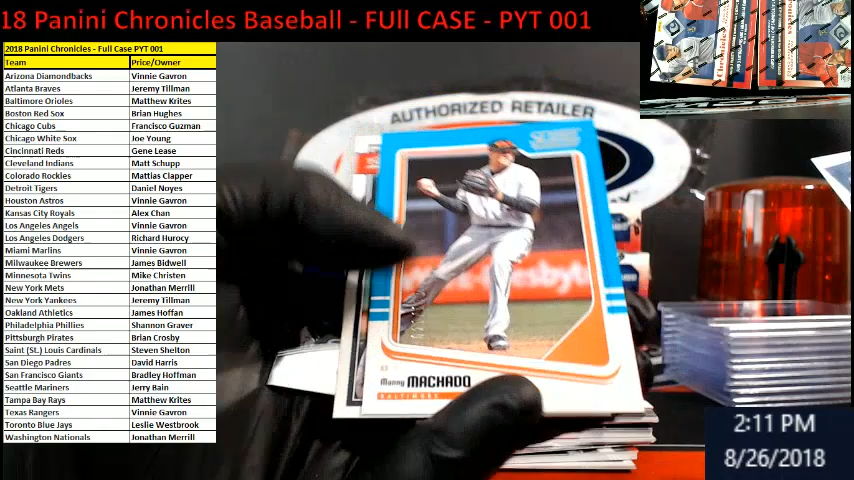 18 Panini Chronicles Baseball - FUll CASE - PYT 001
2018 Panini Chronicles - Full Case PYT 001
Team Price/Owner
Arizona Diamondbacks Vinnie Gavron
Atlanta Braves Jeremy Tillman
Baltimore Orioles Matthew Krites
Boston Red Sox Brian Hughes
Chicago Cubs Francisco Guzman
Chicago White Sox Joe Young
Cincinnati Reds Gene Lease
Cleveland Indians Matt Schupp
Colorado Rockies Mattias Clapper
Detroit Tigers Daniel Noyes
Houston Astros Vinnie Gavron
Kansas City Royals Alex Chan
Los Angeles Angels Vinnie Gavron
Los Angeles Dodgers Richard Hurocy
Miami Marlins Vinnie Gavron
Milwaukee Brewers James Bidwell
Minnesota Twins Mike Christen
New York Mets Jonathan Merrill
New York Yankees Jeremy Tillman
Oakland Athletics James Hoffan
Philadelphia Phillies Shannon Graver
Pittsburgh Pirates Brian Crosby
Saint (St.) Louis Cardinals Steven Shelton
San Diego Padres David Harris
San Francisco Giants Bradley Hoffman
Seattle Mariners Jerry Bain
Tampa Bay Rays Matthew Krites
Texas Rangers Vinnie Gavron
Toronto Blue Jays Leslie Westbrook
Washington Nationals Jonathan Merrill
AUTHORIZED RETAILER
Manny MACHADO
BALTIMORE
2:11 PM
8/26/2018